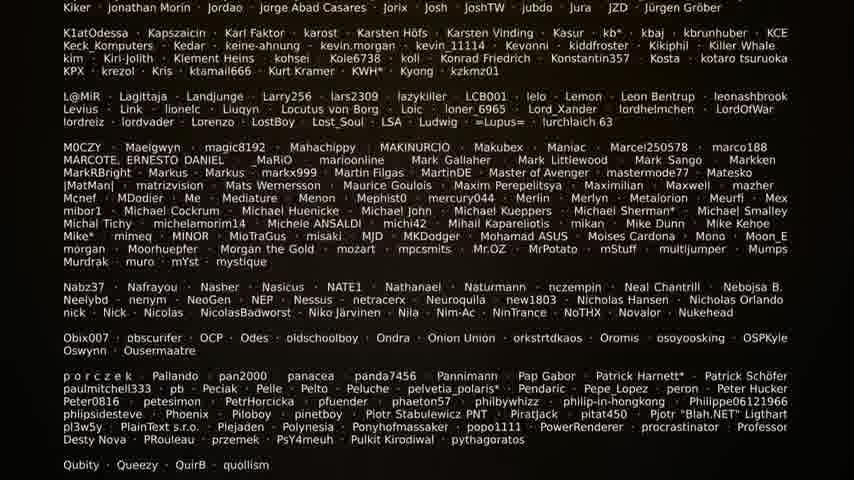 Kiker · jonathan Morin · Jordao · jorge Abad Casares · Jorix · Josh · JoshTW · jubdo · Jura · JZD · Jürgen Gröber
K1atOdessa · Kapszaicin · Karl Faktor · karost · Karsten Höfs · Karsten Vinding · Kasur · kb* · kbaj · kbrunhuber · KCE
Keck_Komputers · Kedar · keine-ahnung · kevin.morgan · kevin_11114 · Kevonni · kiddfroster · Kikiphil · Killer Whale
kim · Kiri-Jolith · Klement Heins · kohsei · Koie6738 · koli · Konrad Friedrich · Konstantin357 · Kosta · kotaro tsuruoka
KPX · krezol · Kris · ktamail666 · Kurt Kramer · KWH* · Kyong · kzkmz01
L@MiR · Lagittaja · Landjunge · Larry256 · lars2309 · lazykiller · LCB001 · lelo · Lemon · Leon Bentrup · leonashbrook
Levius · Link · lionelc · Liuqyn · Locutus von Borg · Loic · loner_6965 · Lord_Xander · lordhelmchen · LordOfWar
lordreiz · lordvader · Lorenzo · LostBoy · Lost_Soul · LSA · Ludwig · =Lupus= · lurchlaich 63
M0CZY · Maelgwyn · magic8192 · Mahachippy · MAKINURCIO · Makubex · Maniac · Marcel250578 · marco188
MARCOTE, ERNESTO DANIEL · _MaRiO · marioonline · Mark Gallaher · Mark Littlewood · Mark Sango · Markken
MarkRBright · Markus · Markus · markx999 · Martin Filgas · MartinDE · Master of Avenger · mastermode77 · Matesko
|MatMan| · matrizvision · Mats Wernersson · Maurice Goulois · Maxim Perepelitsya · Maximilian · Maxwell · mazher
Mcnef · MDodier · Me · Mediature · Menon · Mephist0 · mercury044 · Merlin · Merlyn · Metalorion · Meurfi · Mex
mibor1 · Michael Cockrum · Michael Huenicke · Michael John · Michael Kueppers · Michael Sherman* · Michael Smalley
Michal Tichy · michelamorin14 · Michele ANSALDI · michi42 · Mihail Kapareliotis · mikan · Mike Dunn · Mike Kehoe
Mike* · mimeq · MINOR · MioTraGus · misaki · MJD · MKDodger · Mohamad ASUS · Moises Cardona · Mono · Moon_E
morgan · Moorhuepfer · Morgan the Gold · mozart · mpcsmits · Mr.OZ · MrPotato · mStuff · multijumper · Mumps
Murdrak · muro · mYst · mystique
Nabz37 · Nafrayou · Nasher · Nasicus · NATE1 · Nathanael · Naturmann · nczempin · Neal Chantrill · Nebojsa B.
Neelybd · nenym · NeoGen · NEP · Nessus · netracerx · Neuroquila · new1803 · Nicholas Hansen · Nicholas Orlando
nick · Nick · Nicolas · NicolasBadworst · Niko Järvinen · Nila · Nim-Ac · NinTrance · NoTHX · Novalor · Nukehead
Obix007 · obscurifer · OCP · Odes · oldschoolboy · Ondra · Onion Union · orkstrtdkaos · Oromis · osoyoosking · OSPKyle
Oswynn · Ousermaatre
p o r c z e k · Pallando · pan2000 · panacea · panda7456 · Pannimann · Pap Gabor · Patrick Harnett* · Patrick Schöfer
paulmitchell333 · pb · Peciak · Pelle · Pelto · Peluche · pelvetia_polaris* · Pendaric · Pepe_Lopez · peron · Peter Hucker
Peter0816 · petesimon · PetrHorcicka · pfuender · phaeton57 · philbywhizz · philip-in-hongkong · Philippe06121966
philipsidesteve · Phoenix · Piloboy · pinetboy · Piotr Stabulewicz PNT · PiratJack · pitat450 · Pjotr "Blah.NET" Ligthart
pl3w5y · PlainText s.r.o. · Plejaden · Polynesia · Ponyhofmassaker · popo1111 · PowerRenderer · procrastinator · Professor
Desty Nova · PRouleau · przemek · PsY4meuh · Pulkit Kirodiwal · pythagoratos
Qubity · Queezy · QuirB · quollism